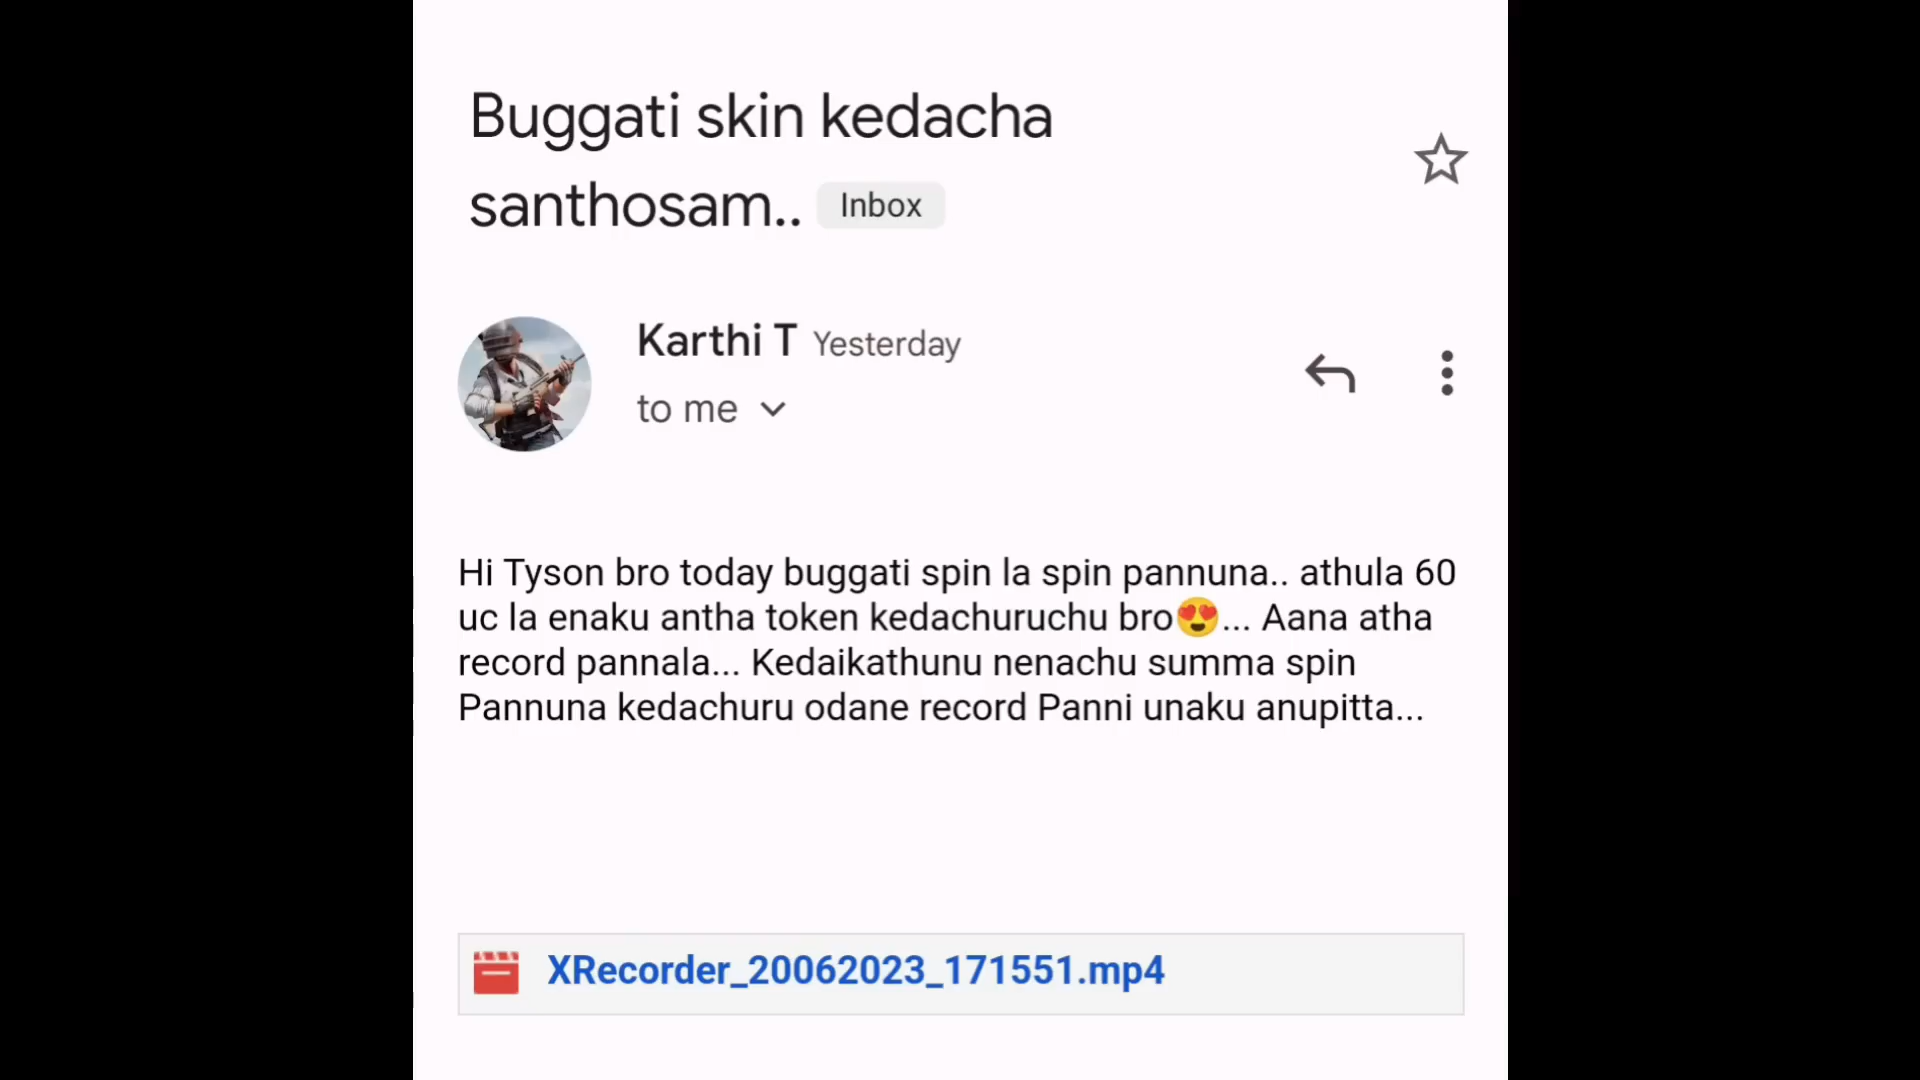 Buggati skin kedacha
santhosam.. Inbox
Karthi T Yesterday
to me
Hi Tyson bro today buggati spin la spin pannuna.. athula 60
uc la enaku antha token kedachuruchu bro😍... Aana atha
record pannala... Kedaikathunu nenachu summa spin
Pannuna kedachuru odane record Panni unaku anupitta...
XRecorder_20062023_171551.mp4